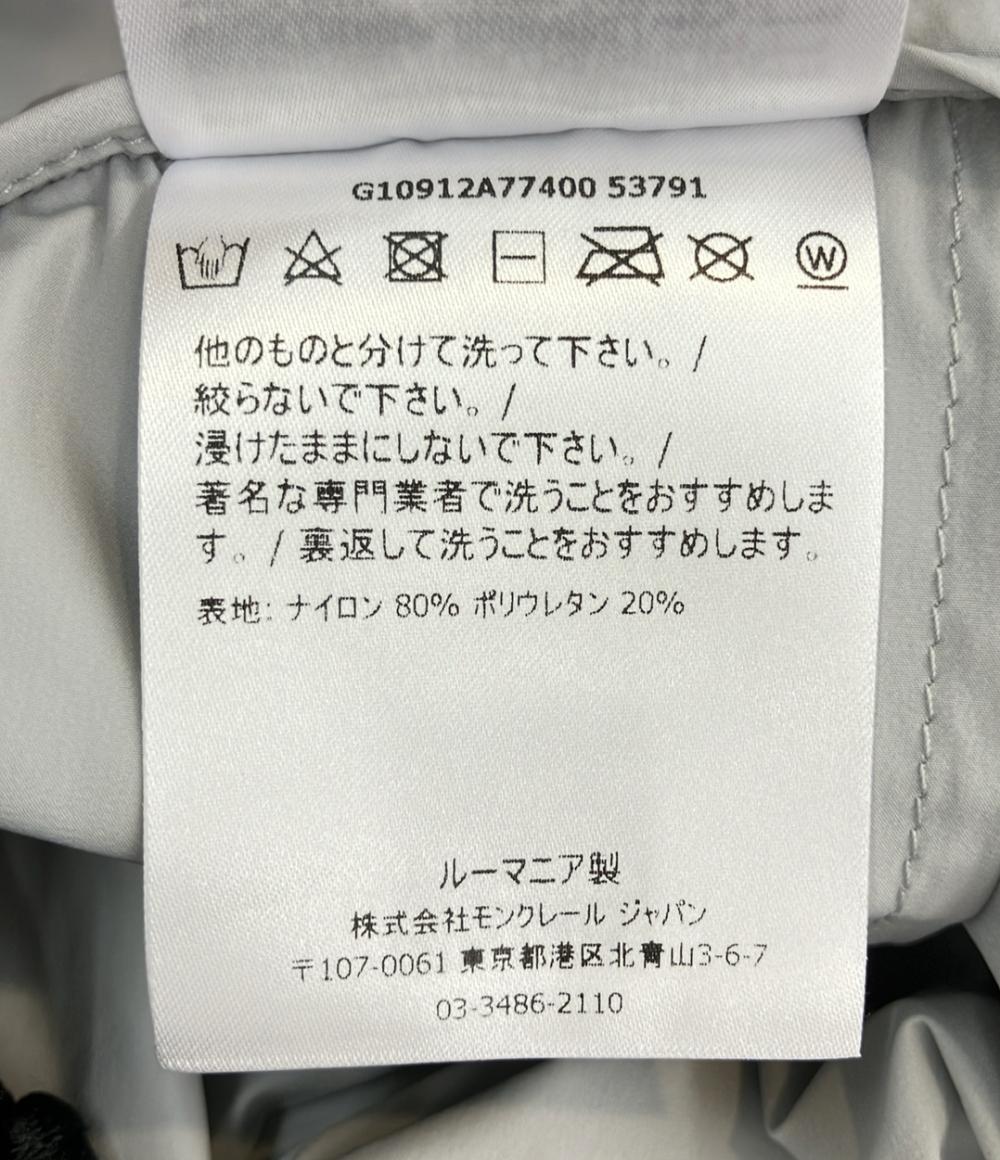 G10912A77400 53791
W
他のものと分けて洗って下さい。/
絞らないで下さい。/
浸けたままにしないで下さい。/
著名な専門業者で洗うことをおすすめしま
す。/ 裏返して洗うことをおすすめします。
表地: ナイロン 80% ポリウレタン 20%
ルーマニア製
株式会社モンクレール ジャパン
〒107-0061 東京都港区北青山3-6-7
03-3486-2110